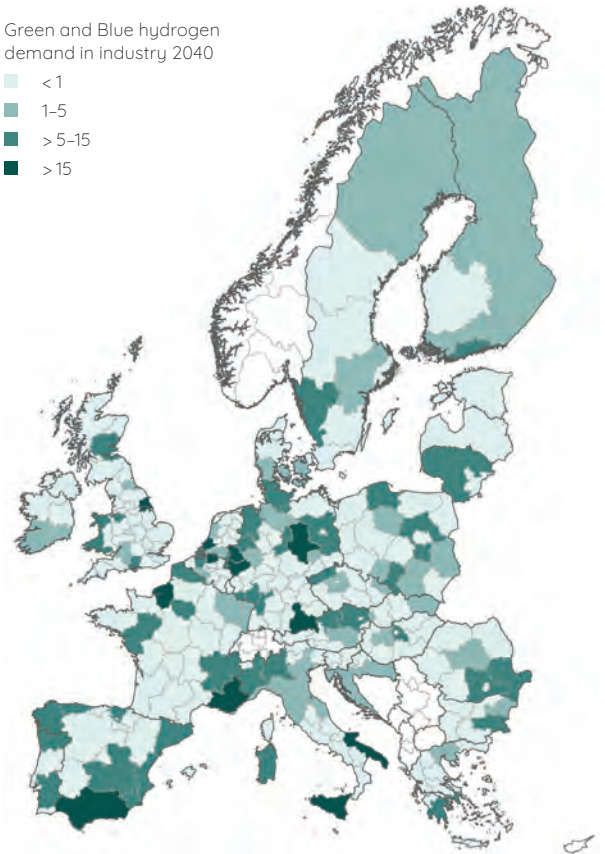 Green and Blue hydrogen
demand in industry 2040
< 1
1–5
> 5–15
> 15